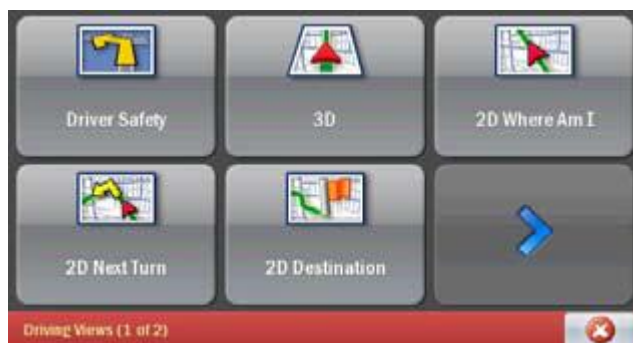 Driver Safety
3D
2D Where Am I
2D Next Turn
2D Destination
Driving Views (1 of 2)